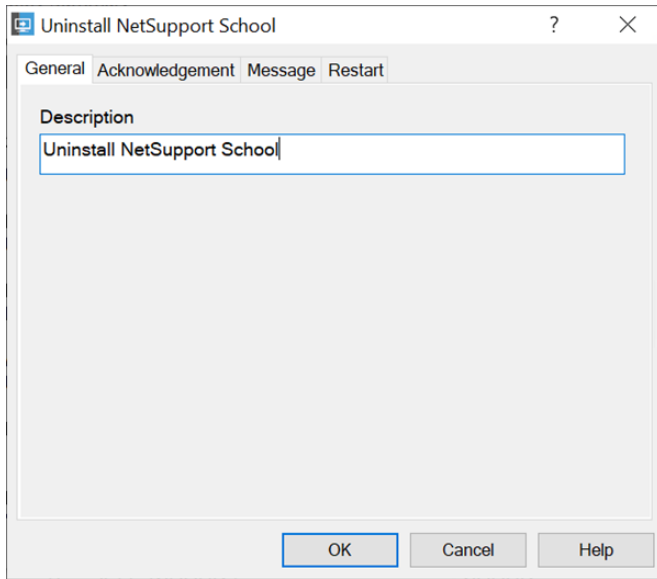 Uninstall NetSupport School ?
General Acknowledgement Message Restart
Description
Uninstall NetSupport School
OK Cancel Help